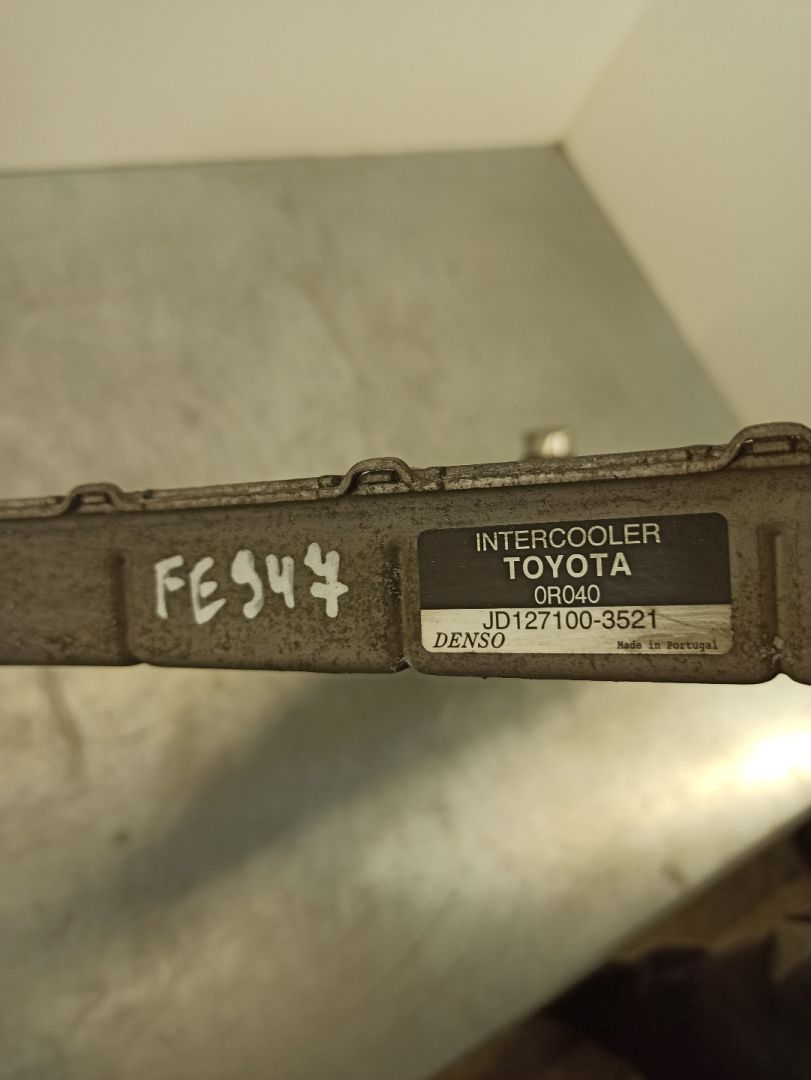 FE947
INTERCOOLER
TOYOTA
0R040
JD127100-3521
DENSO
Made in Portugal